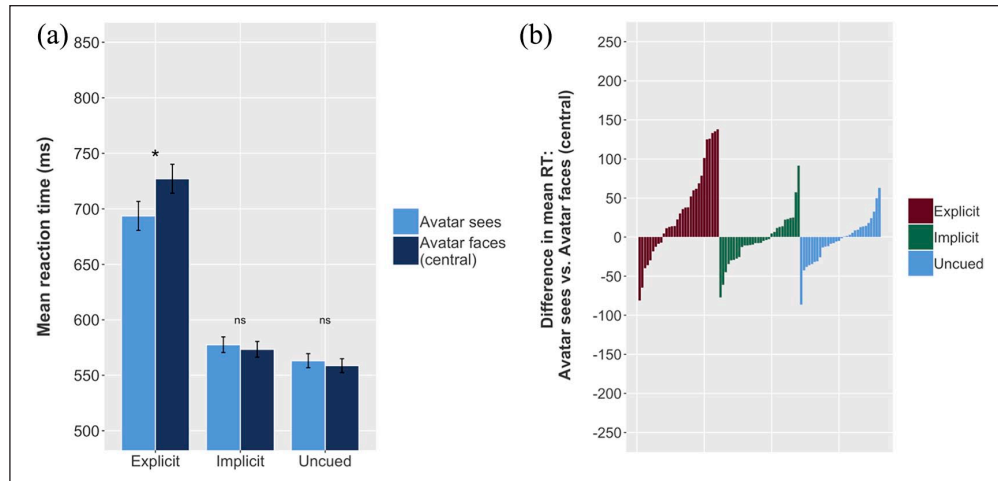 (a)
850
800
750
700
650
600
550
500
Mean reaction time (ms)
*
ns
ns
Explicit Implicit Uncued
Avatar sees
Avatar faces
(central)
(b)
250
200
150
100
50
0
-50
-100
-150
-200
-250
Difference in mean RT:
Avatar sees vs. Avatar faces (central)
Explicit
Implicit
Uncued